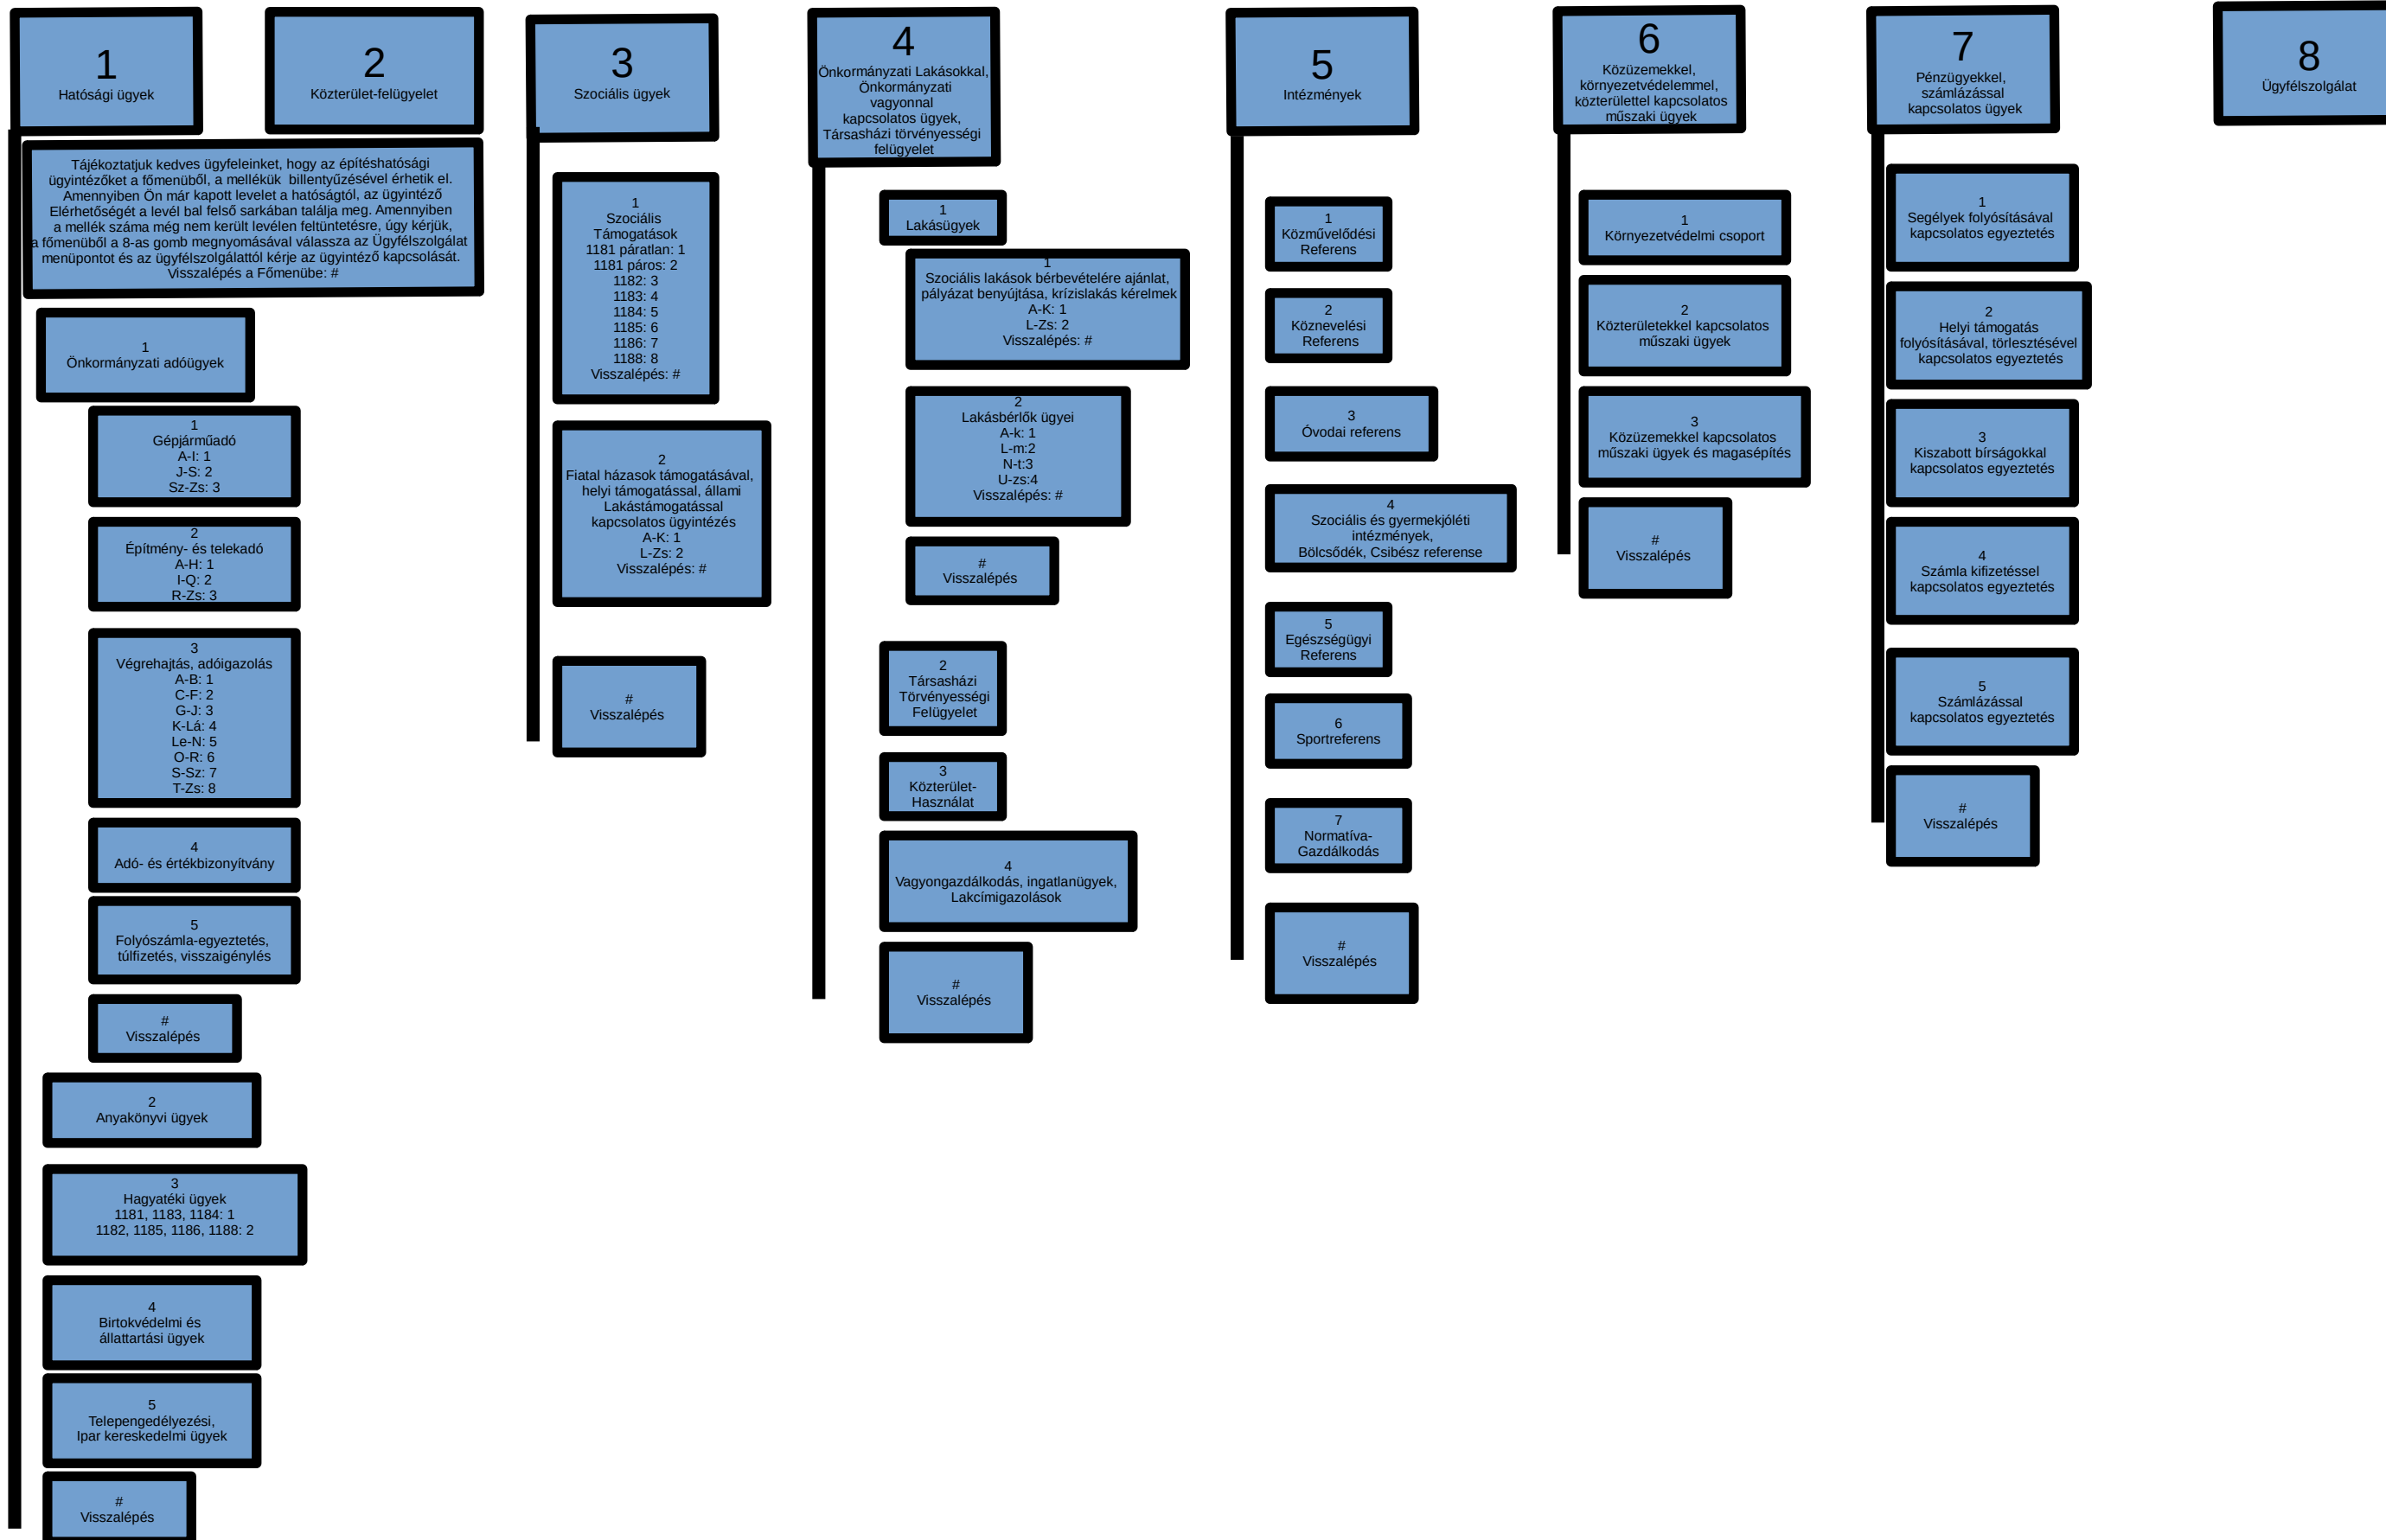 1
Hatósági ügyek
2
Közterület-felügyelet
3
Szociális ügyek
4
Önkormányzati Lakásokkal,
Önkormányzati
vagyonnal
kapcsolatos ügyek,
Társasházi törvényességi
felügyelet
5
Intézmények
6
Közüzemekkel,
környezetvédelemmel,
közterülettel kapcsolatos
műszaki ügyek
7
Pénzügyekkel,
számlázással
kapcsolatos ügyek
8
Ügyfélszolgálat
Tájékoztatjuk kedves ügyfeleinket, hogy az építéshatósági
ügyintézőket a főmenüből, a mellékük billentyűzésével érhetik el.
Amennyiben Ön már kapott levelet a hatóságtól, az ügyintéző
Elérhetőségét a levél bal felső sarkában találja meg. Amennyiben
a mellék száma még nem került levélen feltüntetésre, úgy kérjük,
a főmenüből a 8-as gomb megnyomásával válassza az Ügyfélszolgálat
menüpontot és az ügyfélszolgálattól kérje az ügyintéző kapcsolását.
Visszalépés a Főmenübe: #
1
Önkormányzati adóügyek
1
Gépjárműadó
A-I: 1
J-S: 2
Sz-Zs: 3
2
Építmény- és telekadó
A-H: 1
I-Q: 2
R-Zs: 3
3
Végrehajtás, adóigazolás
A-B: 1
C-F: 2
G-J: 3
K-Lá: 4
Le-N: 5
O-R: 6
S-Sz: 7
T-Zs: 8
4
Adó- és értékbizonyítvány
5
Folyószámla-egyeztetés,
túlfizetés, visszaigénylés
#
Visszalépés
2
Anyakönyvi ügyek
3
Hagyatéki ügyek
1181, 1183, 1184: 1
1182, 1185, 1186, 1188: 2
4
Birtokvédelmi és
állattartási ügyek
5
Telepengedélyezési,
Ipar kereskedelmi ügyek
#
Visszalépés
1
Szociális
Támogatások
1181 páratlan: 1
1181 páros: 2
1182: 3
1183: 4
1184: 5
1185: 6
1186: 7
1188: 8
Visszalépés: #
2
Fiatal házasok támogatásával,
helyi támogatással, állami
Lakástámogatással
kapcsolatos ügyintézés
A-K: 1
L-Zs: 2
Visszalépés: #
#
Visszalépés
1
Lakásügyek
1
Szociális lakások bérbevételére ajánlat,
pályázat benyújtása, krízislakás kérelmek
A-K: 1
L-Zs: 2
Visszalépés: #
2
Lakásbérlők ügyei
A-k: 1
L-m:2
N-t:3
U-zs:4
Visszalépés: #
#
Visszalépés
2
Társasházi
Törvényességi
Felügyelet
3
Közterület-
Használat
4
Vagyongazdálkodás, ingatlanügyek,
Lakcímigazolások
#
Visszalépés
1
Közművelődési
Referens
2
Köznevelési
Referens
3
Óvodai referens
4
Szociális és gyermekjóléti
intézmények,
Bölcsődék, Csibész referense
5
Egészségügyi
Referens
6
Sportreferens
7
Normatíva-
Gazdálkodás
#
Visszalépés
1
Környezetvédelmi csoport
2
Közterületekkel kapcsolatos
műszaki ügyek
3
Közüzemekkel kapcsolatos
műszaki ügyek és magasépítés
#
Visszalépés
1
Segélyek folyósításával
kapcsolatos egyeztetés
2
Helyi támogatás
folyósításával, törlesztésével
kapcsolatos egyeztetés
3
Kiszabott bírságokkal
kapcsolatos egyeztetés
4
Számla kifizetéssel
kapcsolatos egyeztetés
5
Számlázással
kapcsolatos egyeztetés
#
Visszalépés